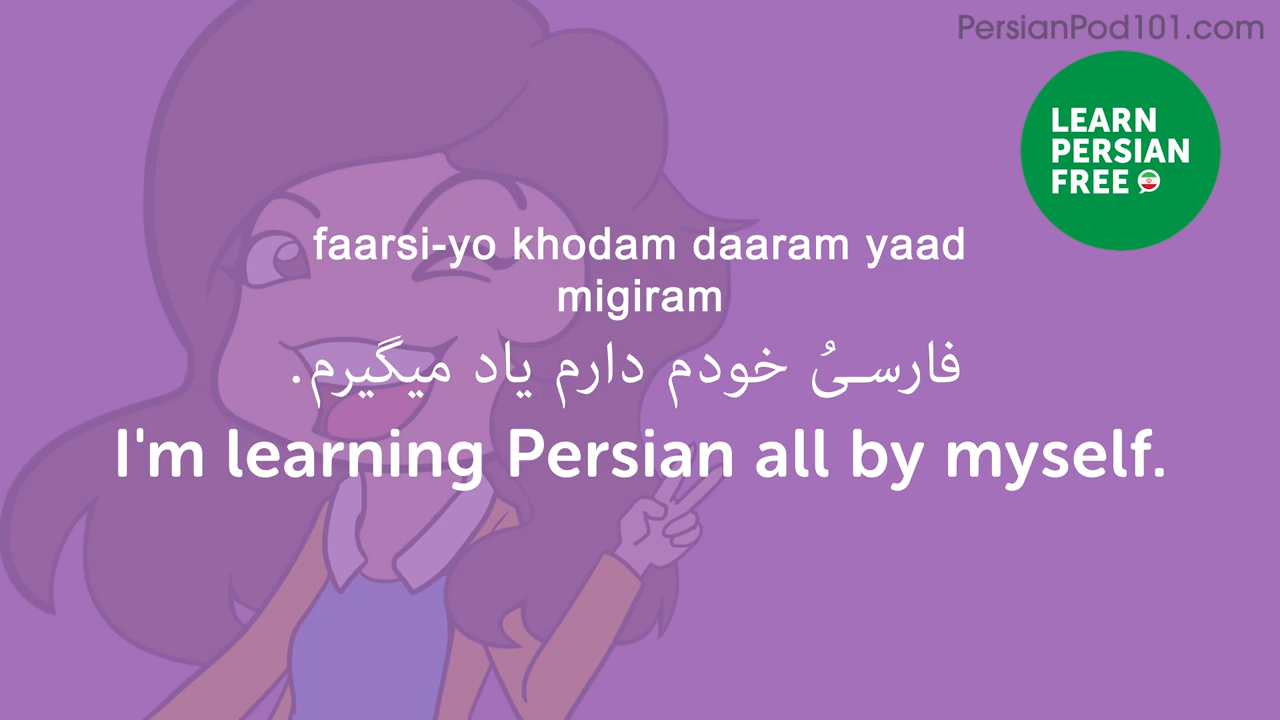 PersianPod101.com
LEARN
PERSIAN
FREE
faarsi-yo khodam daaram yaad
migiram
فارسـیُ خودم دارم یاد میگیرم.
I'm learning Persian all by myself.